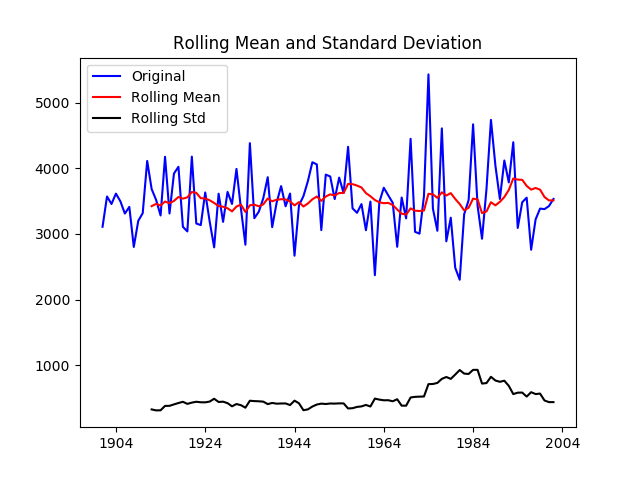 Rolling Mean and Standard Deviation
Original
Rolling Mean
Rolling Std
5000
4000
3000
2000
1000
1904 1924 1944 1964 1984 2004